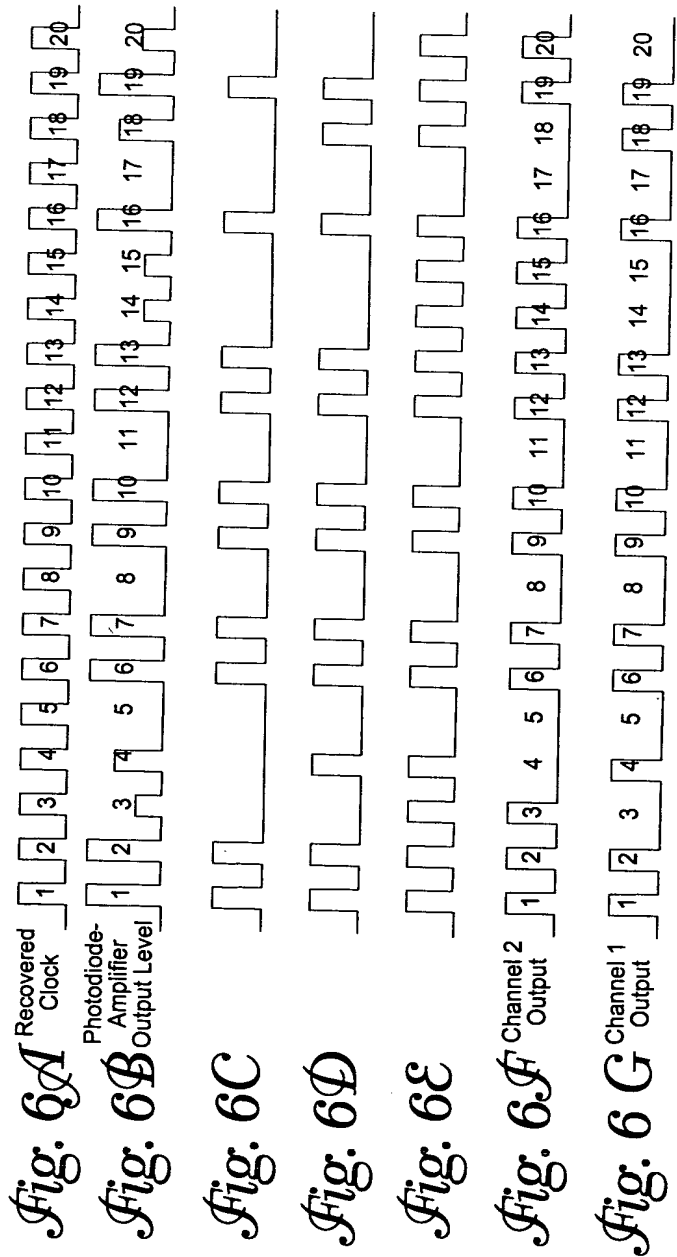 Fig. 6A Recovered Clock
1 2 3 4 5 6 7 8 9 10 11 12 13 14 15 16 17 18 19 20
Fig. 6B Photodiode-Amplifier Output Level
1 2 3 4 5 6 7 8 9 10 11 12 13 14 15 16 17 18 19 20
Fig. 6C
Fig. 6D
Fig. 6E
Fig. 6F Channel 2 Output
1 2 3 4 5 6 7 8 9 10 11 12 13 14 15 16 17 18 19 20
Fig. 6 G Channel 1 Output
1 2 3 4 5 6 7 8 9 10 11 12 13 14 15 16 17 18 19 20